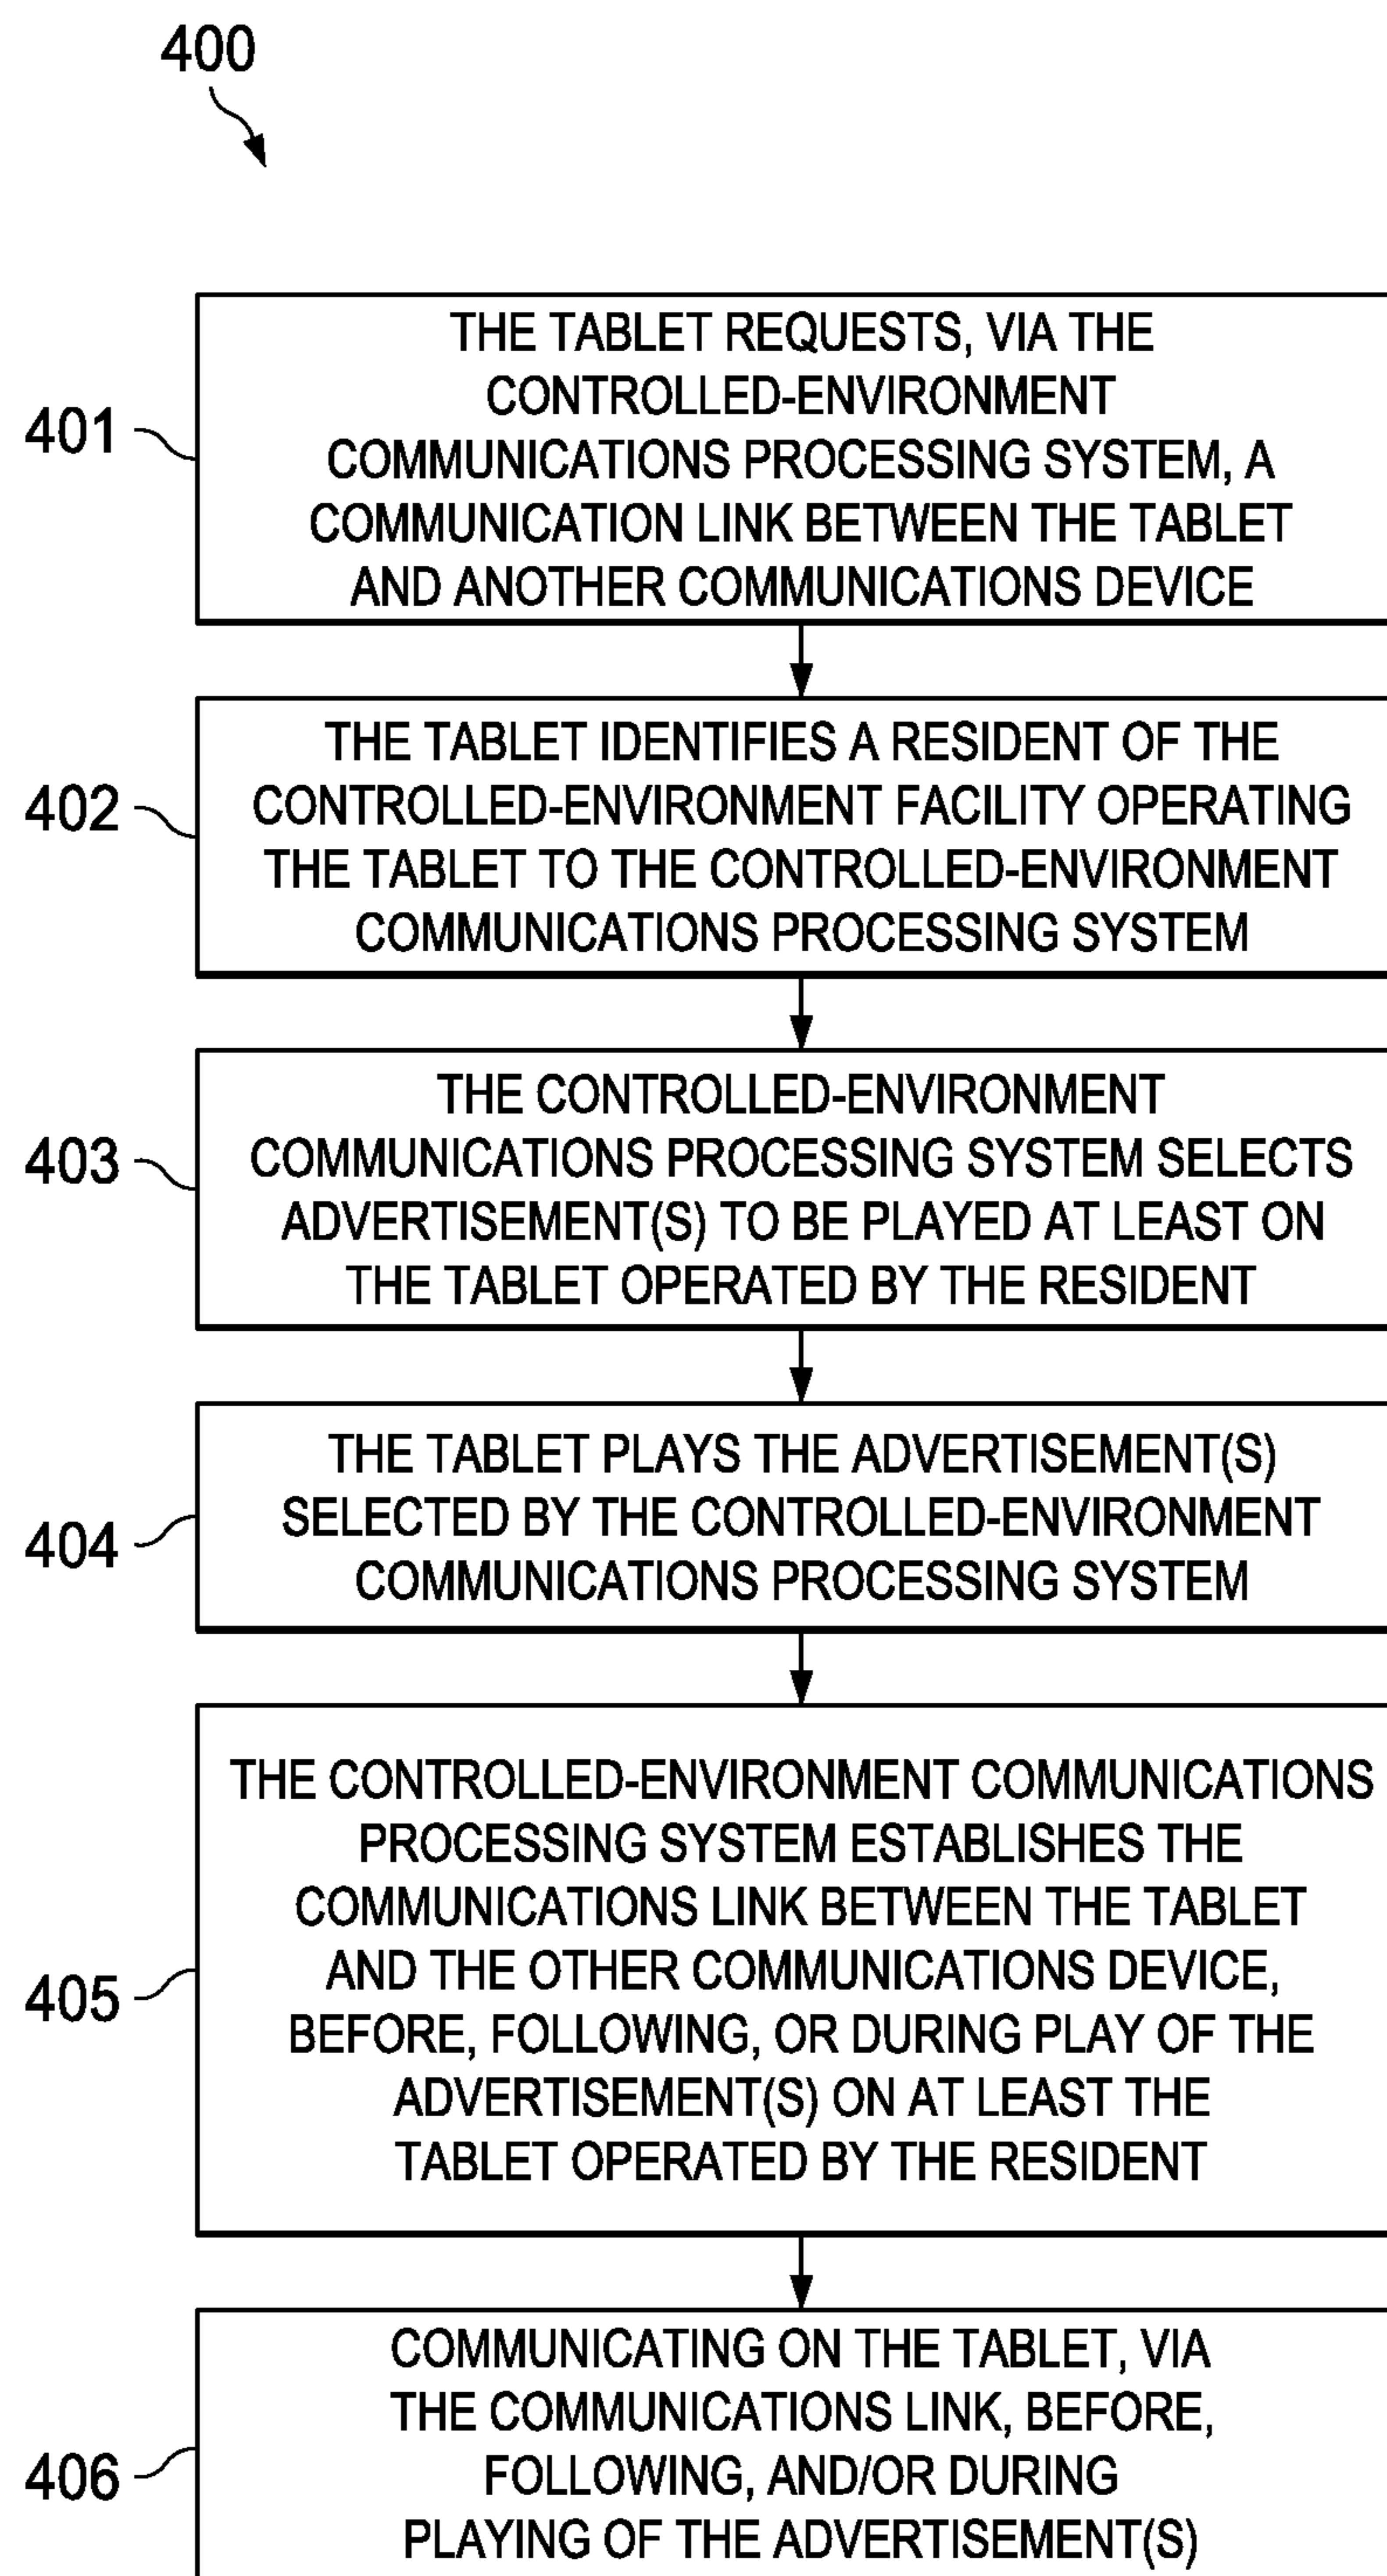 400
401
THE TABLET REQUESTS, VIA THE
CONTROLLED-ENVIRONMENT
COMMUNICATIONS PROCESSING SYSTEM, A
COMMUNICATION LINK BETWEEN THE TABLET
AND ANOTHER COMMUNICATIONS DEVICE
402
THE TABLET IDENTIFIES A RESIDENT OF THE
CONTROLLED-ENVIRONMENT FACILITY OPERATING
THE TABLET TO THE CONTROLLED-ENVIRONMENT
COMMUNICATIONS PROCESSING SYSTEM
403
THE CONTROLLED-ENVIRONMENT
COMMUNICATIONS PROCESSING SYSTEM SELECTS
ADVERTISEMENT(S) TO BE PLAYED AT LEAST ON
THE TABLET OPERATED BY THE RESIDENT
404
THE TABLET PLAYS THE ADVERTISEMENT(S)
SELECTED BY THE CONTROLLED-ENVIRONMENT
COMMUNICATIONS PROCESSING SYSTEM
405
THE CONTROLLED-ENVIRONMENT COMMUNICATIONS
PROCESSING SYSTEM ESTABLISHES THE
COMMUNICATIONS LINK BETWEEN THE TABLET
AND THE OTHER COMMUNICATIONS DEVICE,
BEFORE, FOLLOWING, OR DURING PLAY OF THE
ADVERTISEMENT(S) ON AT LEAST THE
TABLET OPERATED BY THE RESIDENT
406
COMMUNICATING ON THE TABLET, VIA
THE COMMUNICATIONS LINK, BEFORE,
FOLLOWING, AND/OR DURING
PLAYING OF THE ADVERTISEMENT(S)